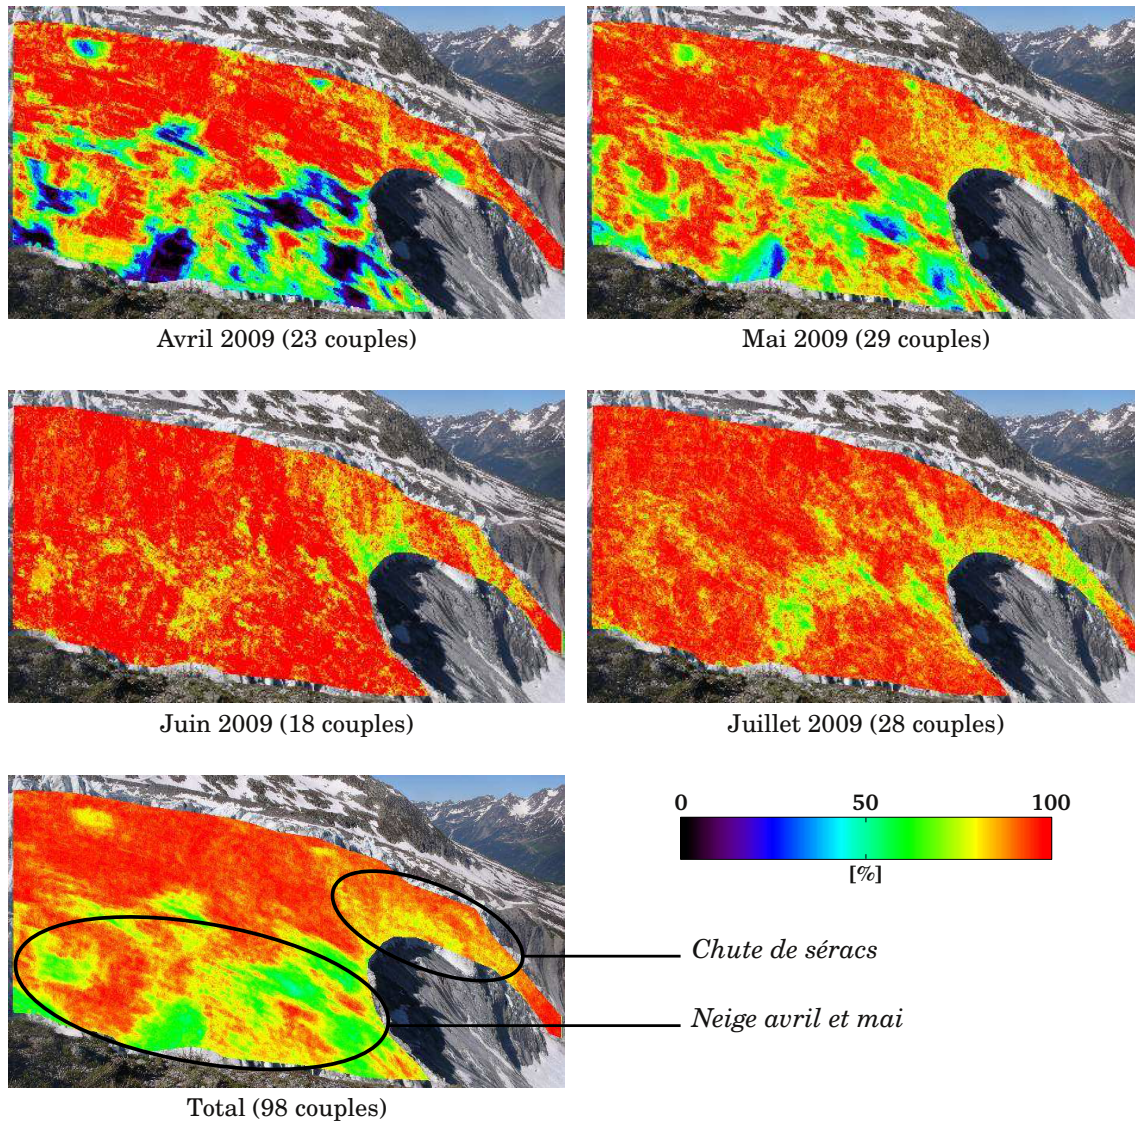 Avril 2009 (23 couples)
Mai 2009 (29 couples)
Juin 2009 (18 couples)
Juillet 2009 (28 couples)
0 50 100
[%]
Chute de séracs
Neige avril et mai
Total (98 couples)